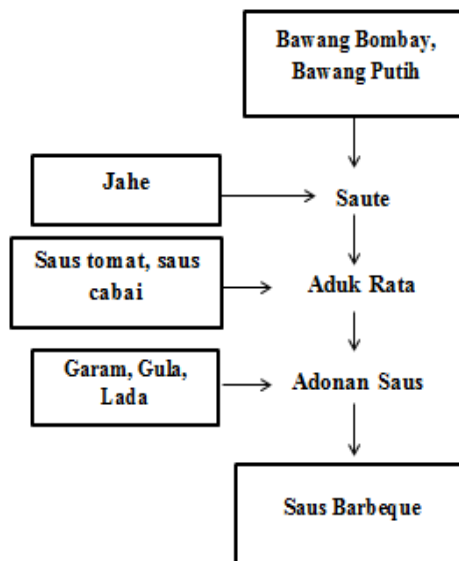 Bawang Bombay,
Bawang Putih
Jahe
Saute
Saus tomat, saus
cabai
Aduk Rata
Garam, Gula,
Lada
Adonan Saus
Saus Barbeque